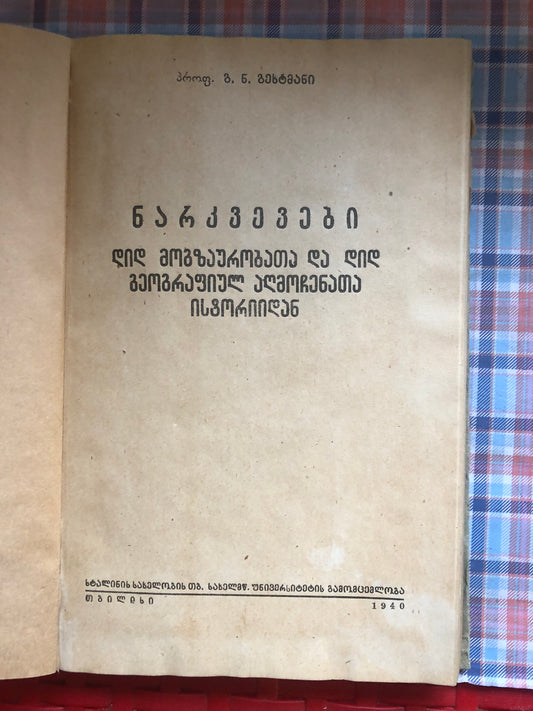 პროფ. გ. ნ. გეხტმანი
ნარკვევები
დიდ მოგზაურობათა და დიდ
გეოგრაფიულ აღმოჩენათა
ისტორიიდან
სტალინის სახელობის თბ. სახელმწ. უნივერსიტეტის გამომცემლობა
თბილისი
1940